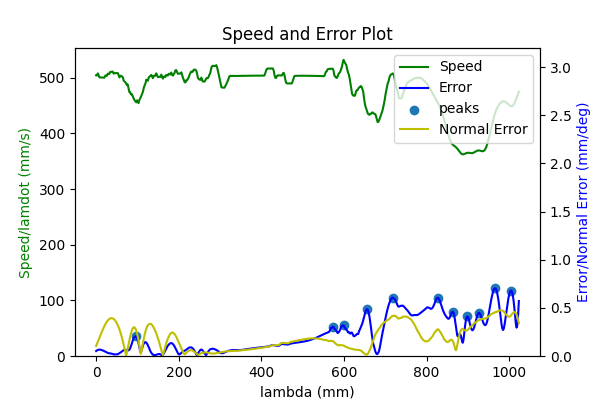 Speed and Error Plot
Speed/lamdot (mm/s)
500
400
300
200
100
0
Speed
Error
peaks
Normal Error
3.0
2.5
2.0
1.5
1.0
0.5
0.0
Error/Normal Error (mm/deg)
0 200 400 600 800 1000
lambda (mm)